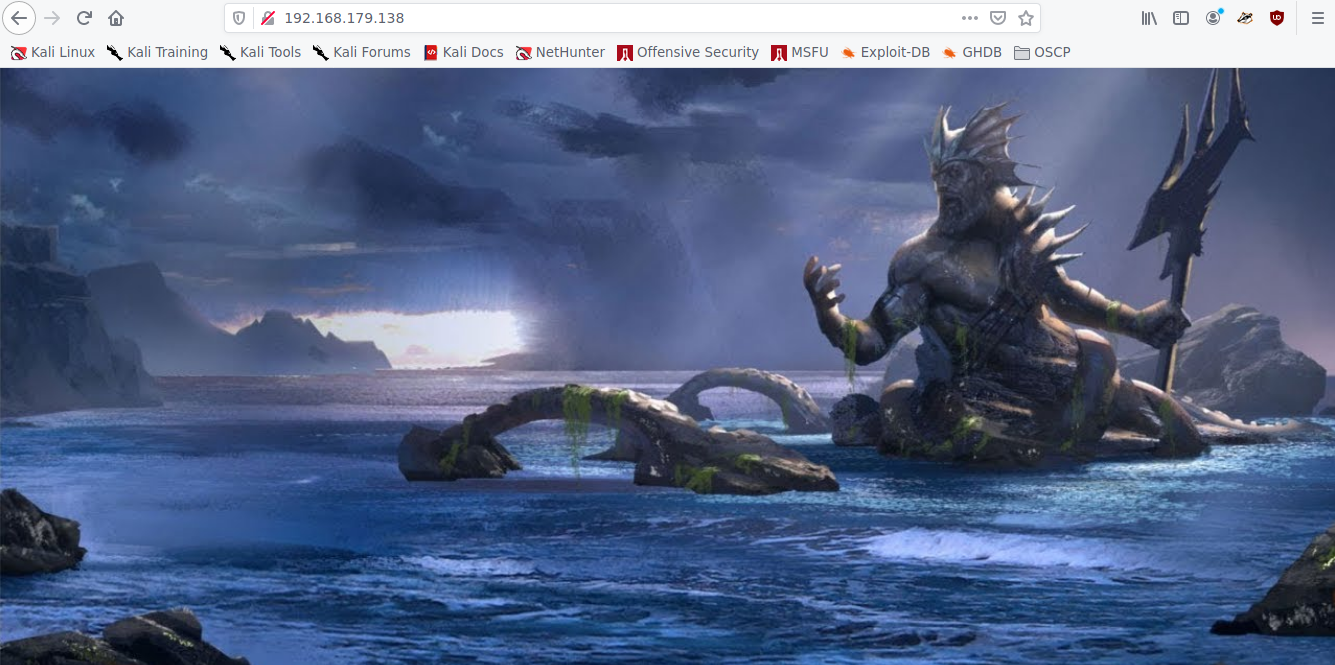 192.168.179.138
Kali Linux Kali Training Kali Tools Kali Forums Kali Docs NetHunter Offensive Security MSFU Exploit-DB GHDB OSCP